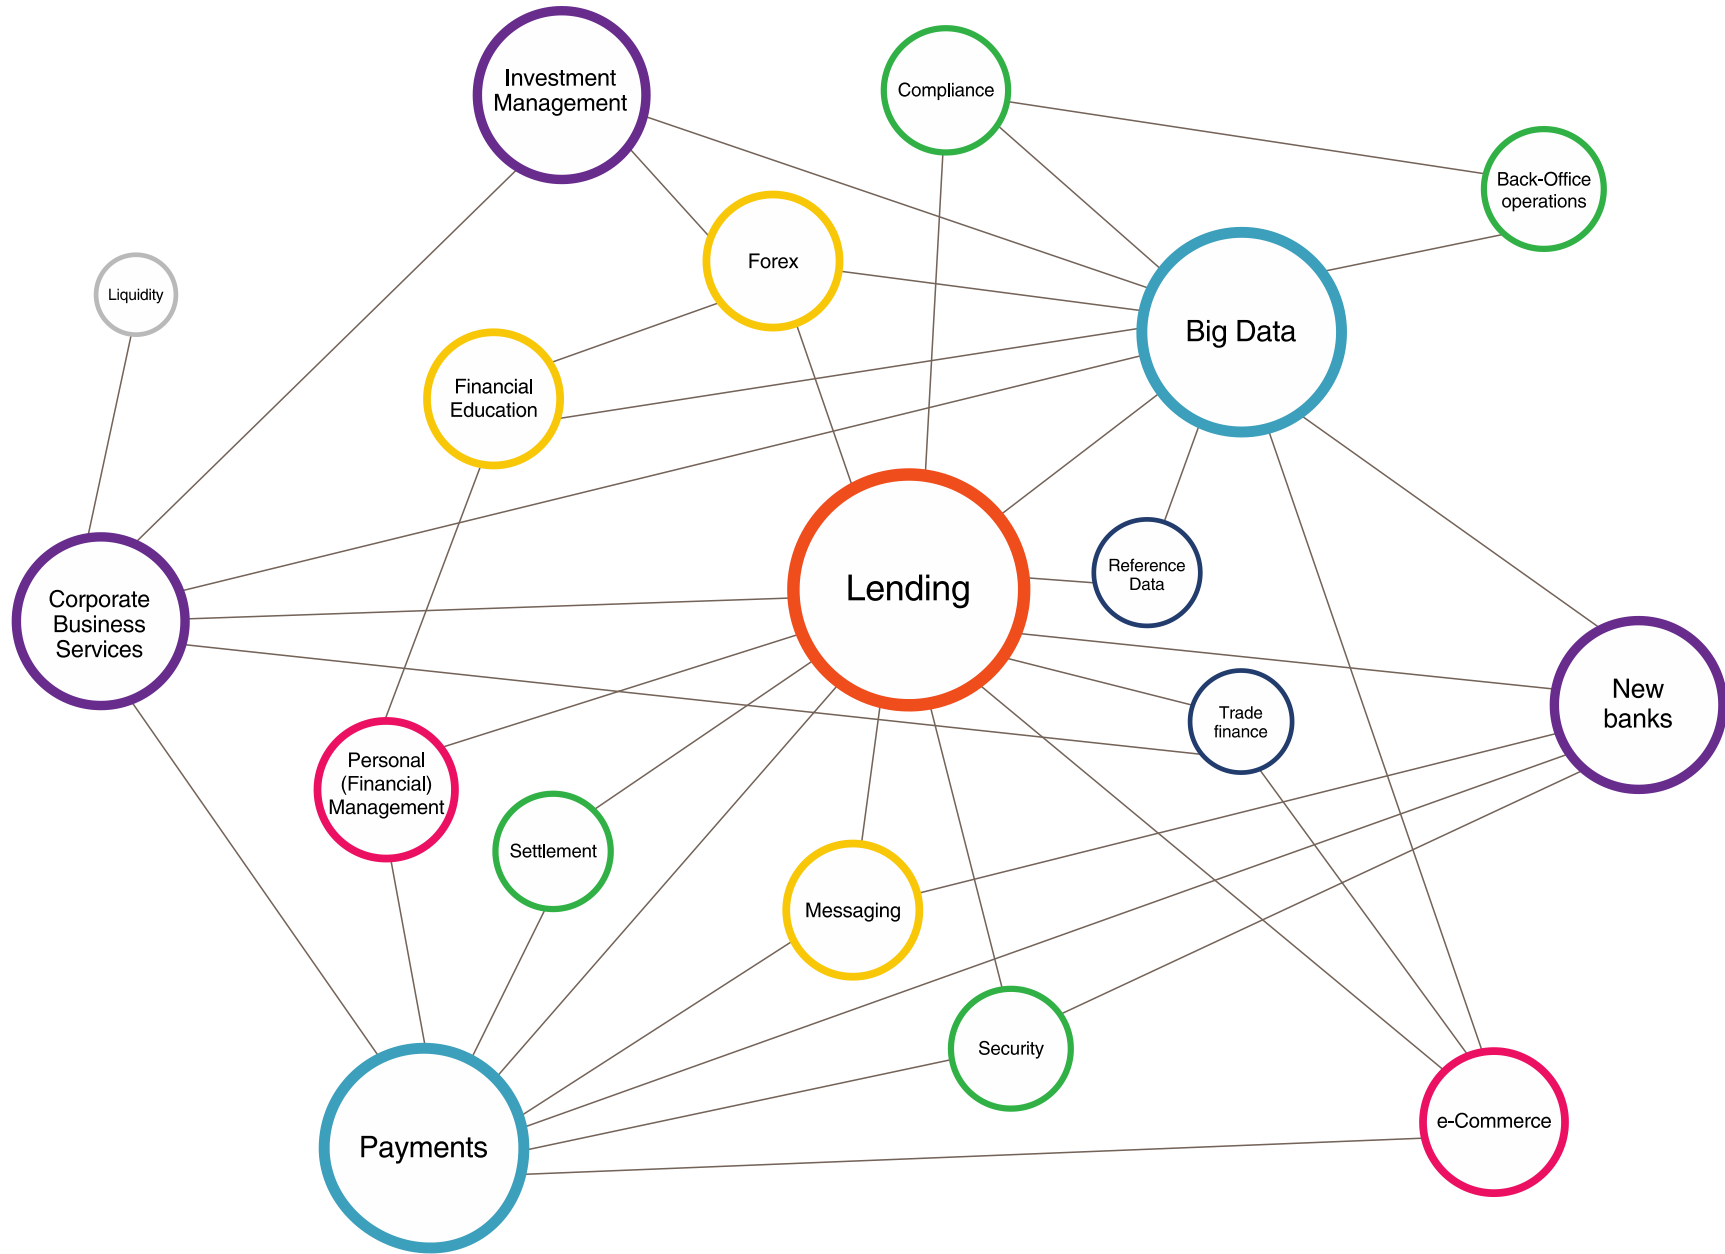 Investment
Management
Compliance
Back-Office
operations
Forex
Liquidity
Big Data
Financial
Education
Lending
Reference
Data
Corporate
Business
Services
New
banks
Trade
finance
Personal
(Financial)
Management
Settlement
Messaging
Security
e-Commerce
Payments